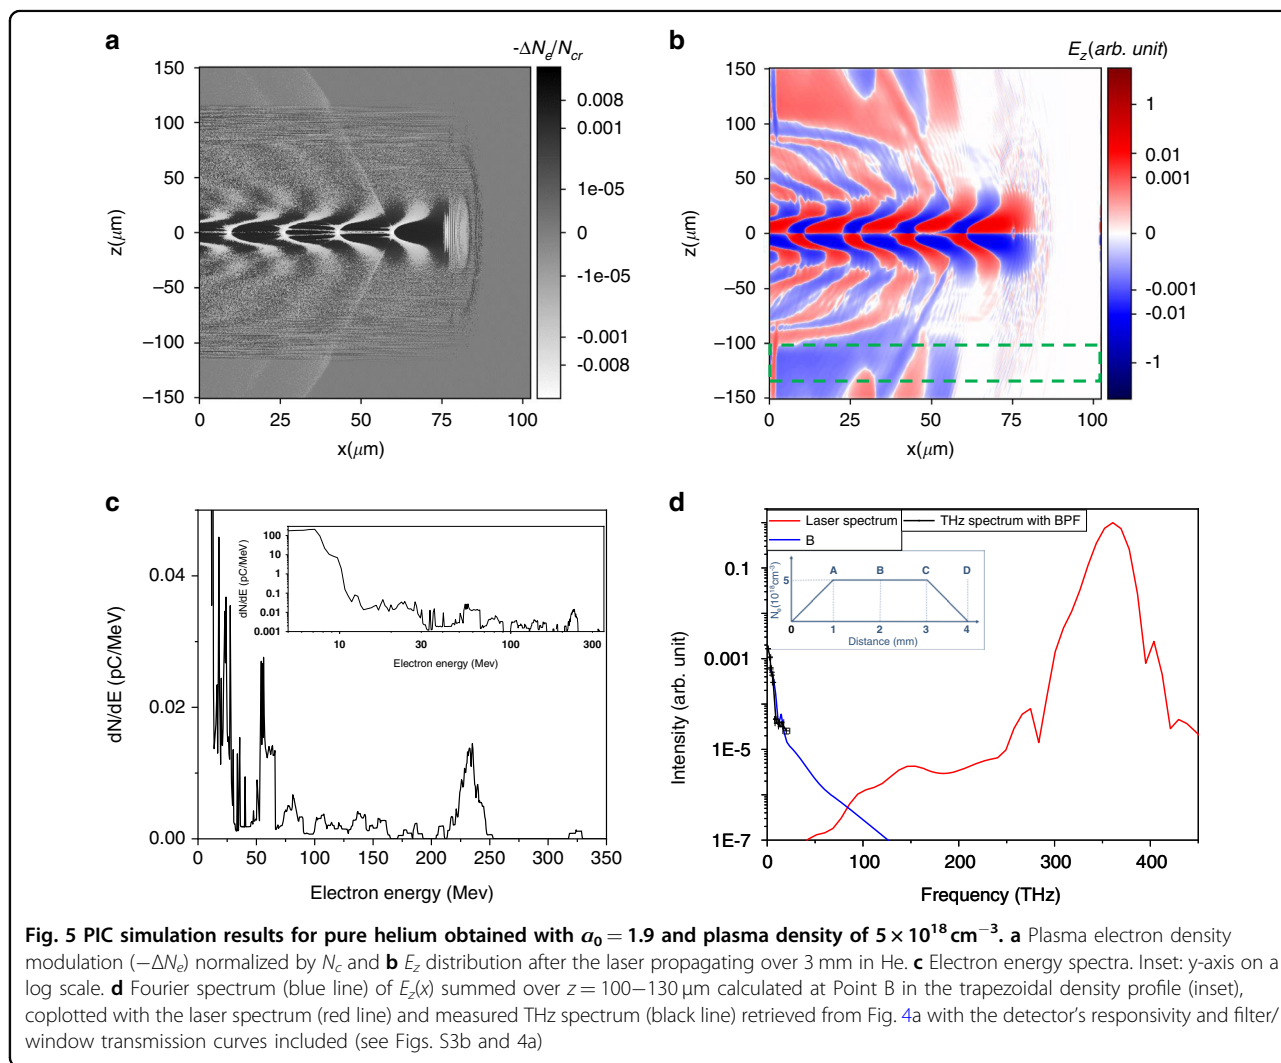 a
-ΔNe/Ncr
150
100
50
0
−50
−100
−150
z(μm)
0 25 50 75 100
x(μm)
0.008
0.001
1e-05
0
-1e-05
-0.001
-0.008
b
Ez(arb. unit)
150
100
50
0
−50
−100
−150
z(μm)
0 25 50 75 100
x(μm)
1
0.01
0.001
0
-0.001
-0.01
-1
c
0.04
0.02
0.00
dN/dE (pC/MeV)
0 50 100 150 200 250 300 350
Electron energy (Mev)
100
10
1
0.1
0.01
0.001
dN/dE (pC/MeV)
10 30 100 300
Electron energy (Mev)
d
Laser spectrum
THz spectrum with BPF
B
0.1
0.001
1E-5
1E-7
Intensity (arb. unit)
0 100 200 300 400
Frequency (THz)
A B C D
5
Ne(10¹⁸cm⁻³)
0 1 2 3 4
Distance (mm)
Fig. 5 PIC simulation results for pure helium obtained with a₀ = 1.9 and plasma density of 5 × 10¹⁸ cm⁻³. a Plasma electron density
modulation (−ΔNe) normalized by Nc and b Ez distribution after the laser propagating over 3 mm in He. c Electron energy spectra. Inset: y-axis on a
log scale. d Fourier spectrum (blue line) of Ez(x) summed over z = 100−130 μm calculated at Point B in the trapezoidal density profile (inset),
coplotted with the laser spectrum (red line) and measured THz spectrum (black line) retrieved from Fig. 4a with the detector's responsivity and filter/
window transmission curves included (see Figs. S3b and 4a)